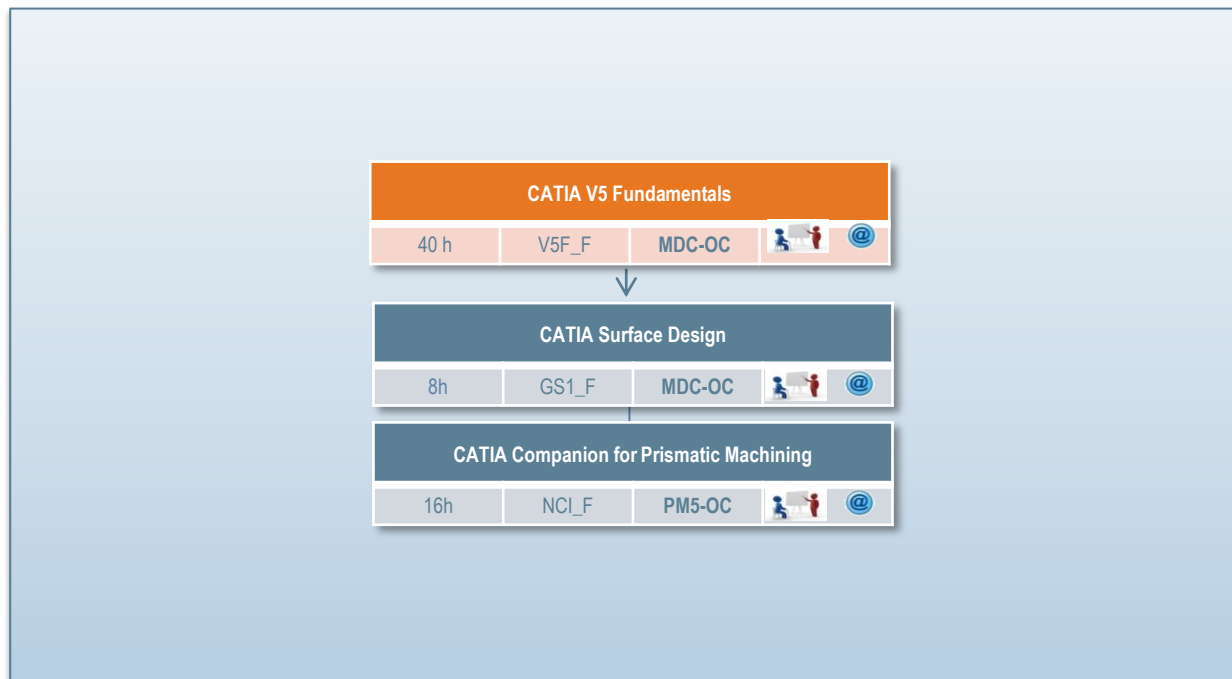 CATIA V5 Fundamentals
40 h V5F_F MDC-OC @
CATIA Surface Design
8h GS1_F MDC-OC @
CATIA Companion for Prismatic Machining
16h NCI_F PM5-OC @